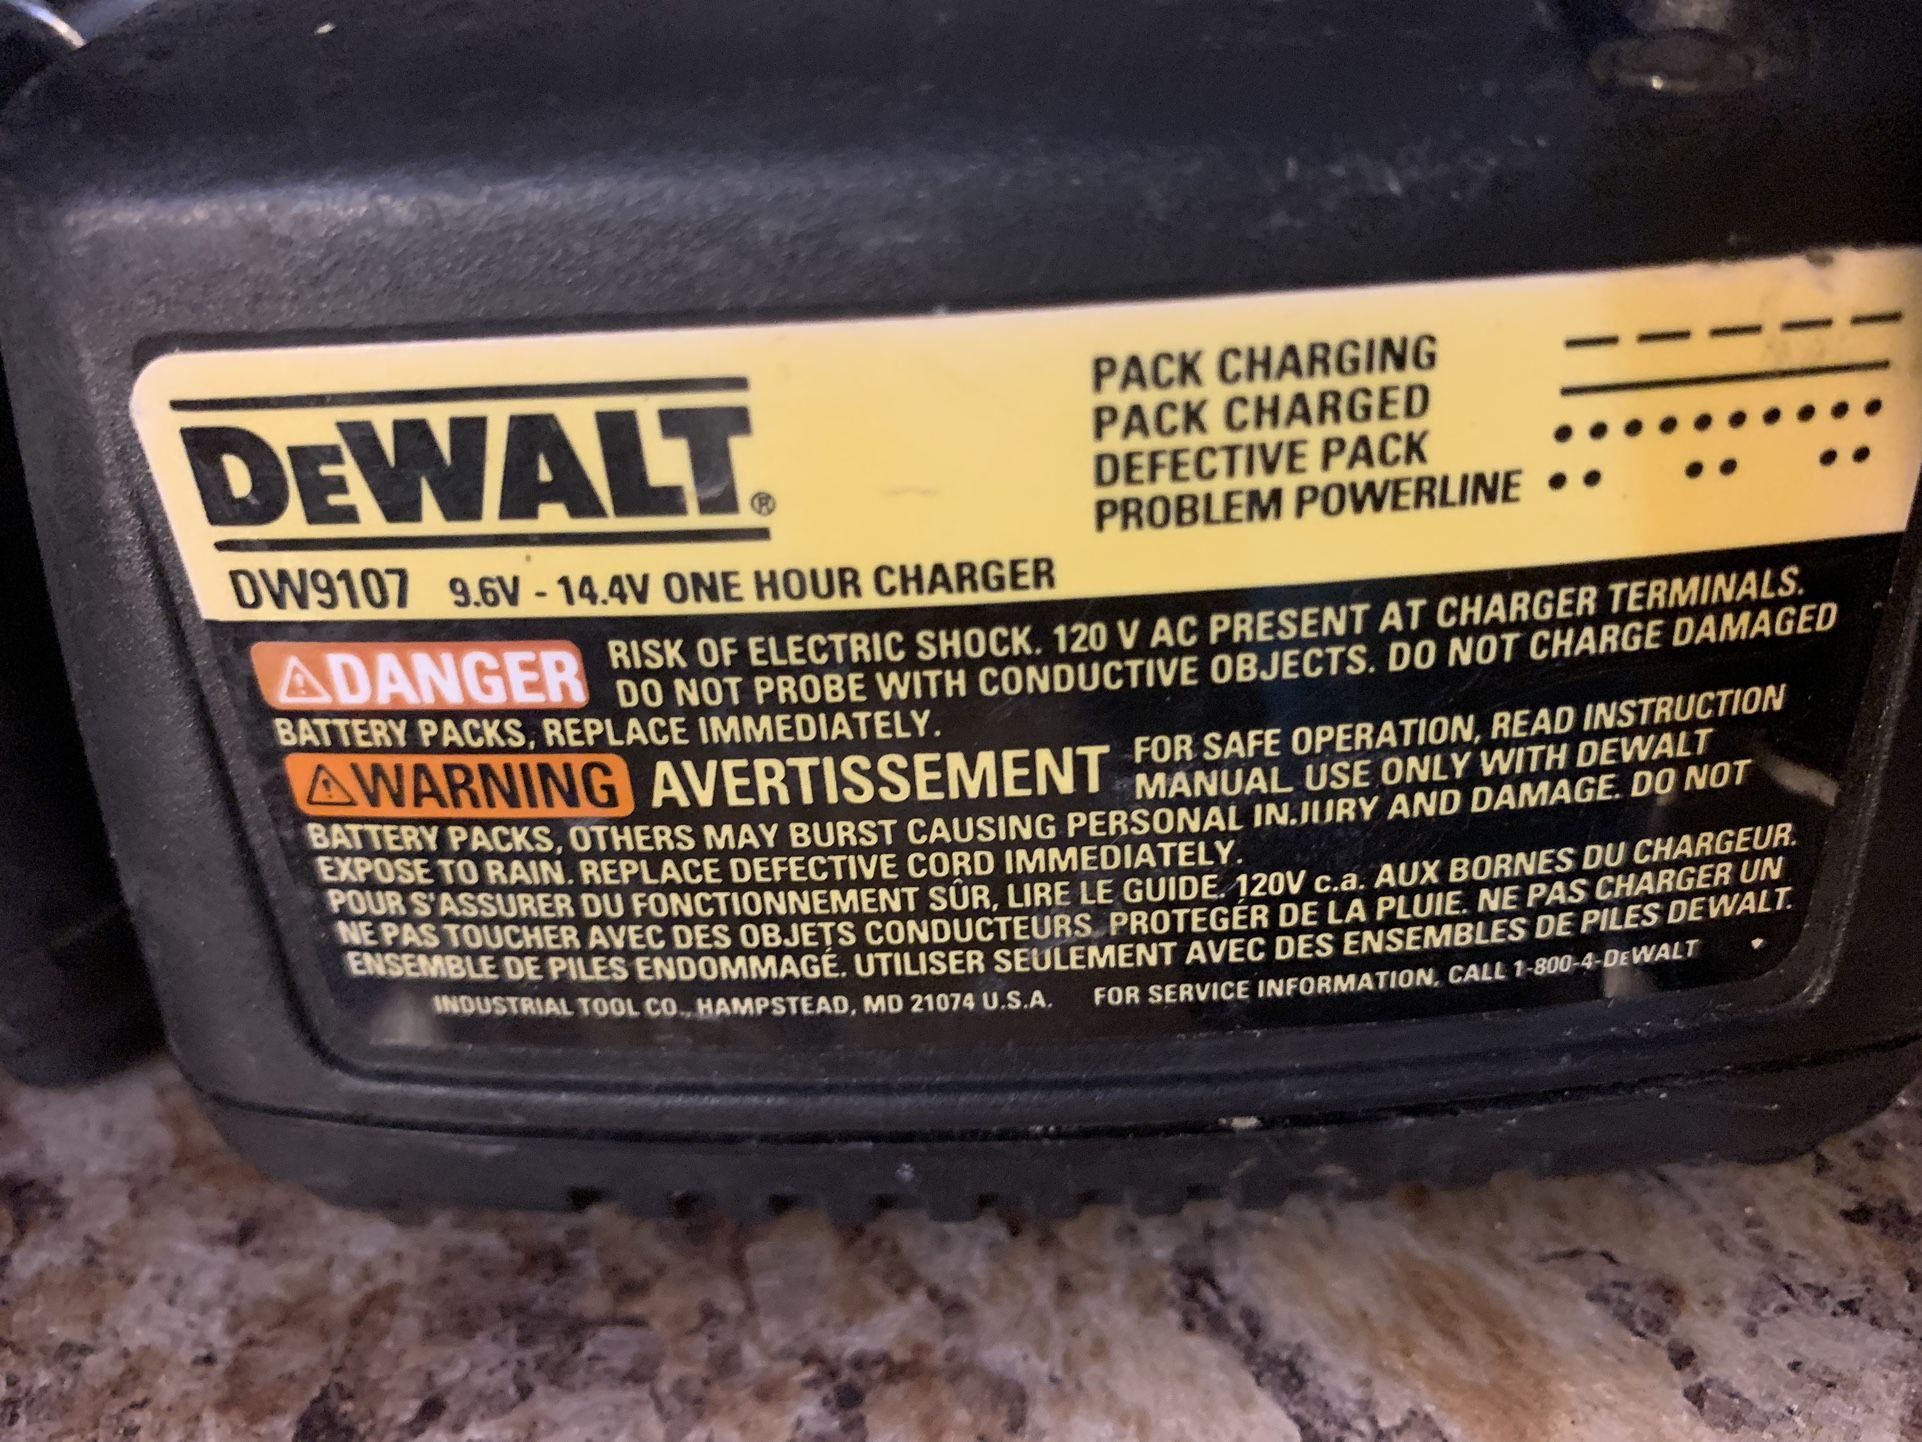 DEWALT®
DW9107 9.6V - 14.4V ONE HOUR CHARGER
PACK CHARGING
PACK CHARGED
DEFECTIVE PACK
PROBLEM POWERLINE
⚠DANGER RISK OF ELECTRIC SHOCK. 120 V AC PRESENT AT CHARGER TERMINALS.
DO NOT PROBE WITH CONDUCTIVE OBJECTS. DO NOT CHARGE DAMAGED
BATTERY PACKS, REPLACE IMMEDIATELY.
⚠WARNING AVERTISSEMENT FOR SAFE OPERATION, READ INSTRUCTION
MANUAL. USE ONLY WITH DEWALT
BATTERY PACKS, OTHERS MAY BURST CAUSING PERSONAL INJURY AND DAMAGE. DO NOT
EXPOSE TO RAIN. REPLACE DEFECTIVE CORD IMMEDIATELY.
POUR S'ASSURER DU FONCTIONNEMENT SÛR, LIRE LE GUIDE. 120V c.a. AUX BORNES DU CHARGEUR.
NE PAS TOUCHER AVEC DES OBJETS CONDUCTEURS. PROTEGÉR DE LA PLUIE. NE PAS CHARGER UN
ENSEMBLE DE PILES ENDOMMAGÉ. UTILISER SEULEMENT AVEC DES ENSEMBLES DE PILES DEWALT.
INDUSTRIAL TOOL CO., HAMPSTEAD, MD 21074 U.S.A. FOR SERVICE INFORMATION, CALL 1-800-4-DEWALT